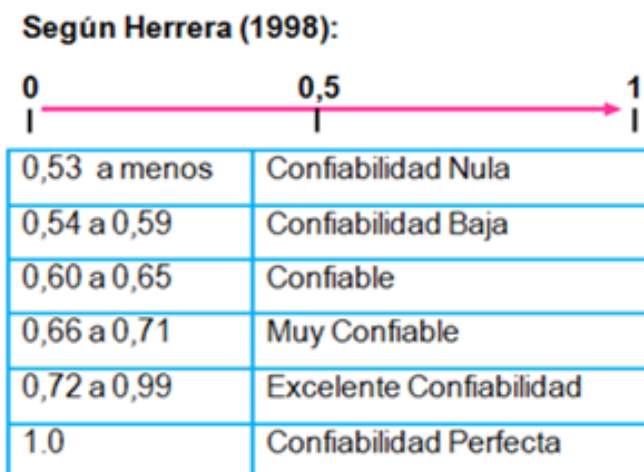 Según Herrera (1998):
0 0,5 1
0,53 a menos Confiabilidad Nula
0,54 a 0,59 Confiabilidad Baja
0,60 a 0,65 Confiable
0,66 a 0,71 Muy Confiable
0,72 a 0,99 Excelente Confiabilidad
1.0 Confiabilidad Perfecta